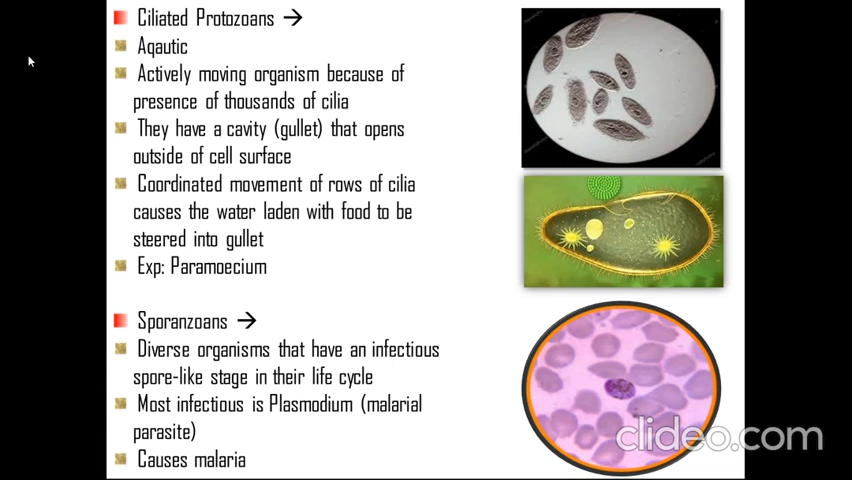 Ciliated Protozoans →
Aqautic
Actively moving organism because of
presence of thousands of cilia
They have a cavity (gullet) that opens
outside of cell surface
Coordinated movement of rows of cilia
causes the water laden with food to be
steered into gullet
Exp: Paramoecium
Sporanzoans →
Diverse organisms that have an infectious
spore-like stage in their life cycle
Most infectious is Plasmodium (malarial
parasite)
Causes malaria
clideo.com